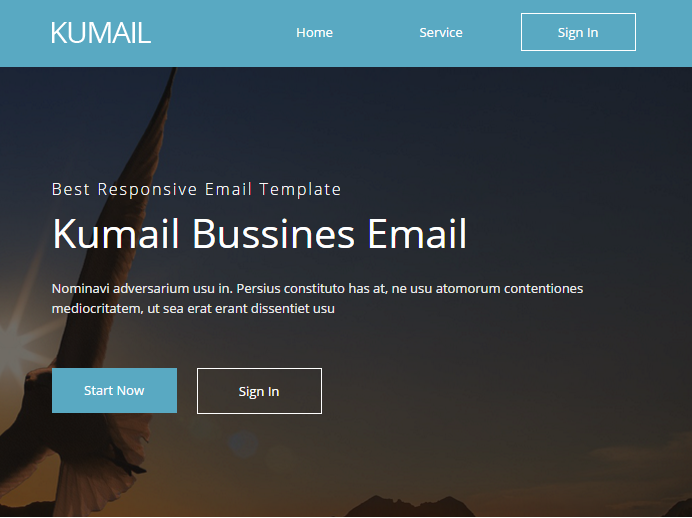 KUMAIL
Home
Service
Sign In
Best Responsive Email Template
Kumail Bussines Email
Nominavi adversarium usu in. Persius constituto has at, ne usu atomorum contentiones
mediocritatem, ut sea erat erant dissentiet usu
Start Now
Sign In